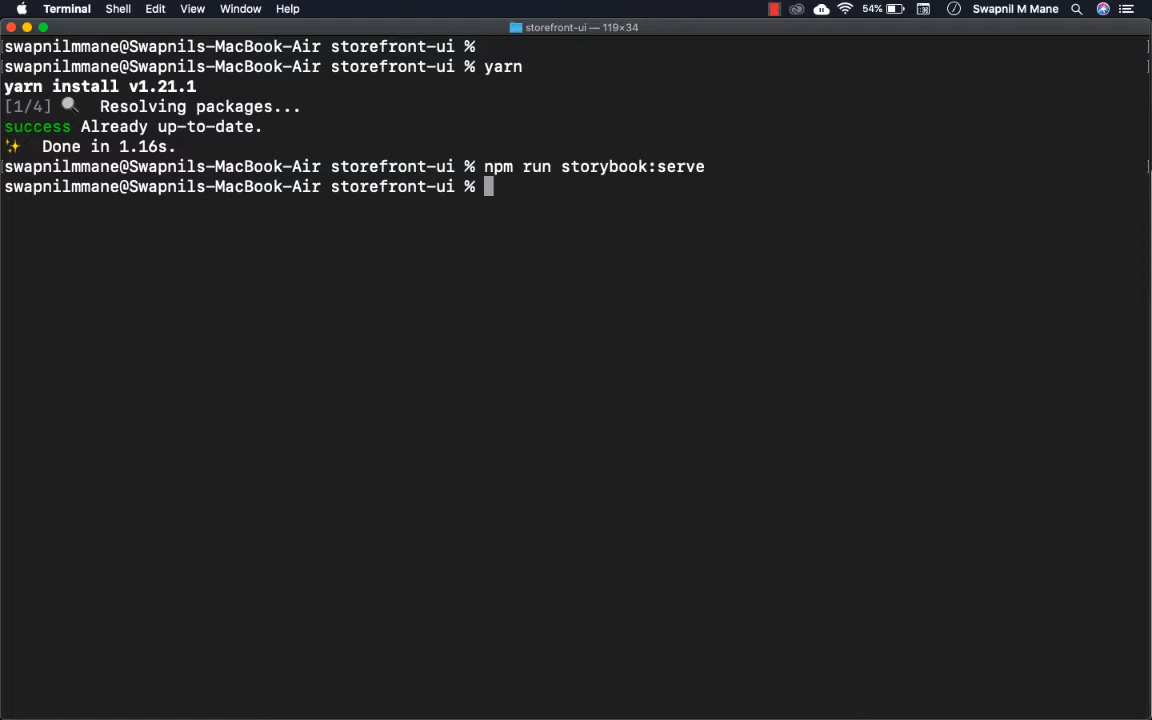 Terminal Shell Edit View Window Help 54% Swapnil M Mane
storefront-ui — 119×34
swapnilmmane@Swapnils-MacBook-Air storefront-ui %
swapnilmmane@Swapnils-MacBook-Air storefront-ui % yarn
yarn install v1.21.1
[1/4] 🔍 Resolving packages...
success Already up-to-date.
✨ Done in 1.16s.
swapnilmmane@Swapnils-MacBook-Air storefront-ui % npm run storybook:serve
swapnilmmane@Swapnils-MacBook-Air storefront-ui %